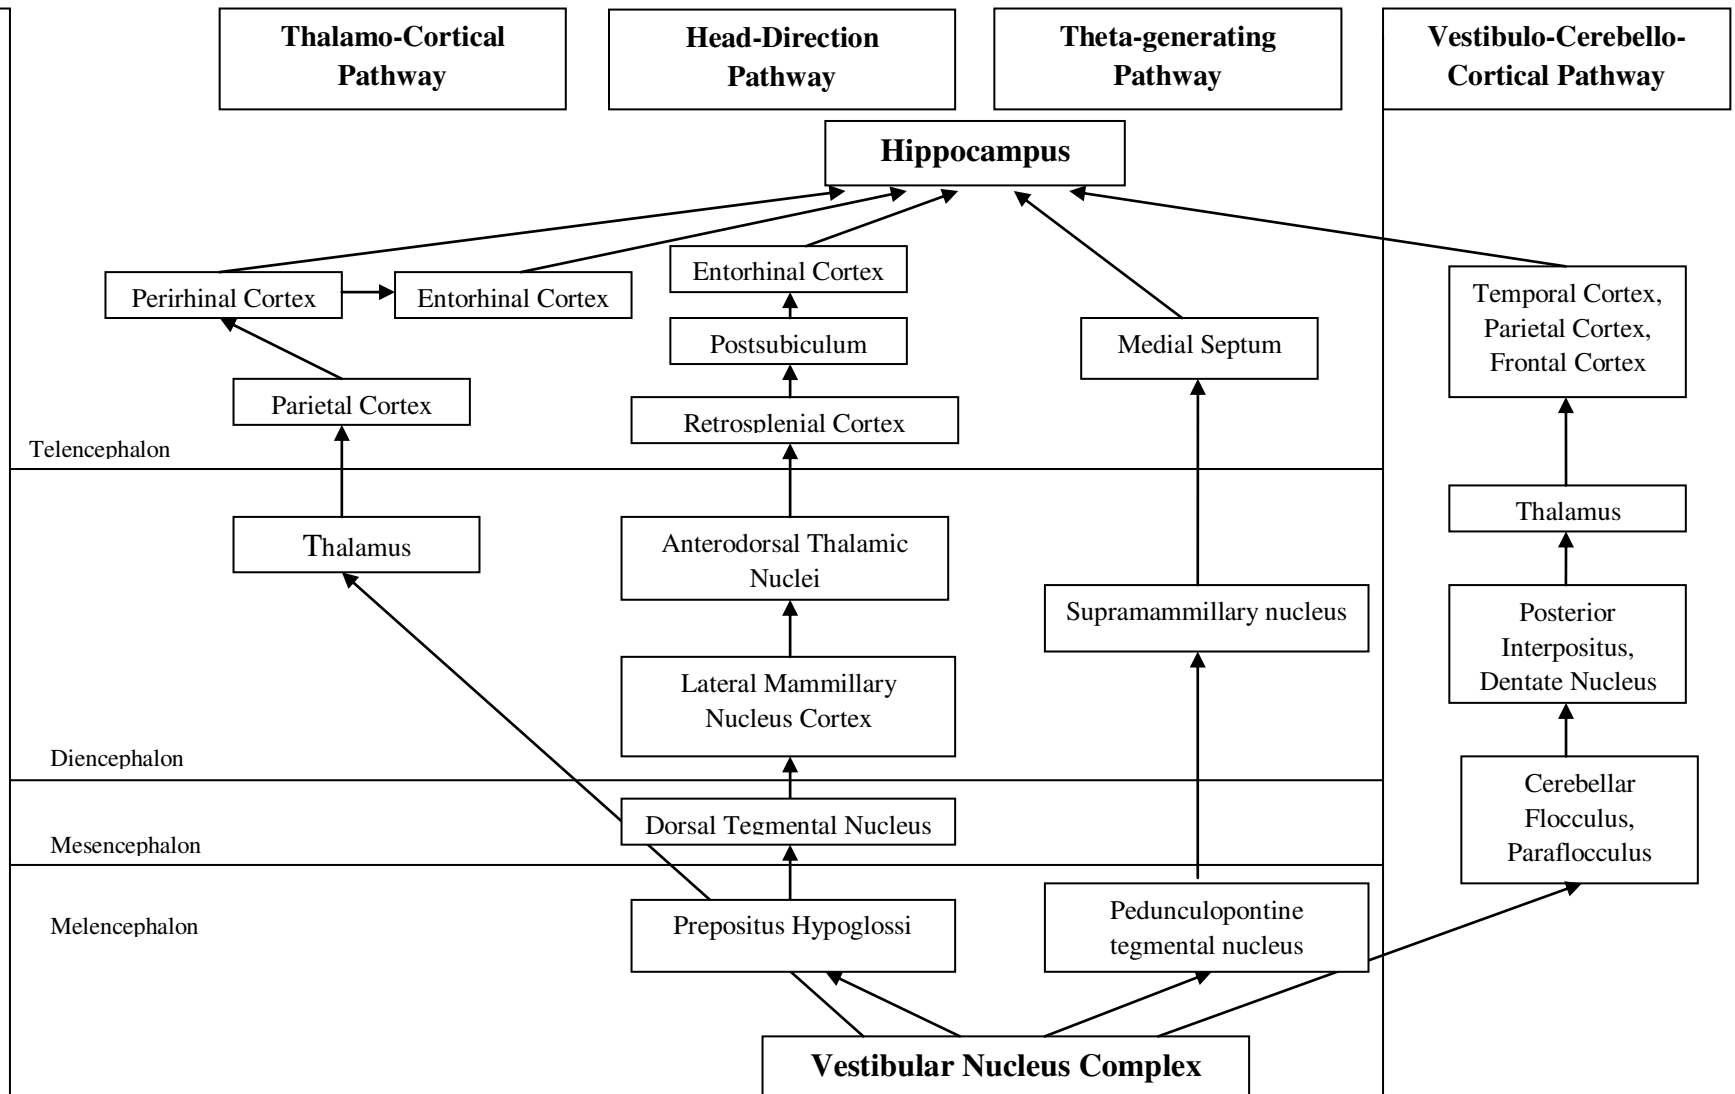 Thalamo-Cortical
Pathway
Head-Direction
Pathway
Theta-generating
Pathway
Vestibulo-Cerebello-
Cortical Pathway
Hippocampus
Perirhinal Cortex
Entorhinal Cortex
Entorhinal Cortex
Postsubiculum
Medial Septum
Temporal Cortex,
Parietal Cortex,
Frontal Cortex
Parietal Cortex
Retrosplenial Cortex
Telencephalon
Thalamus
Anterodorsal Thalamic
Nuclei
Supramammillary nucleus
Thalamus
Posterior
Interpositus,
Dentate Nucleus
Lateral Mammillary
Nucleus Cortex
Diencephalon
Dorsal Tegmental Nucleus
Cerebellar
Flocculus,
Paraflocculus
Mesencephalon
Melencephalon
Prepositus Hypoglossi
Pedunculopontine
tegmental nucleus
Vestibular Nucleus Complex